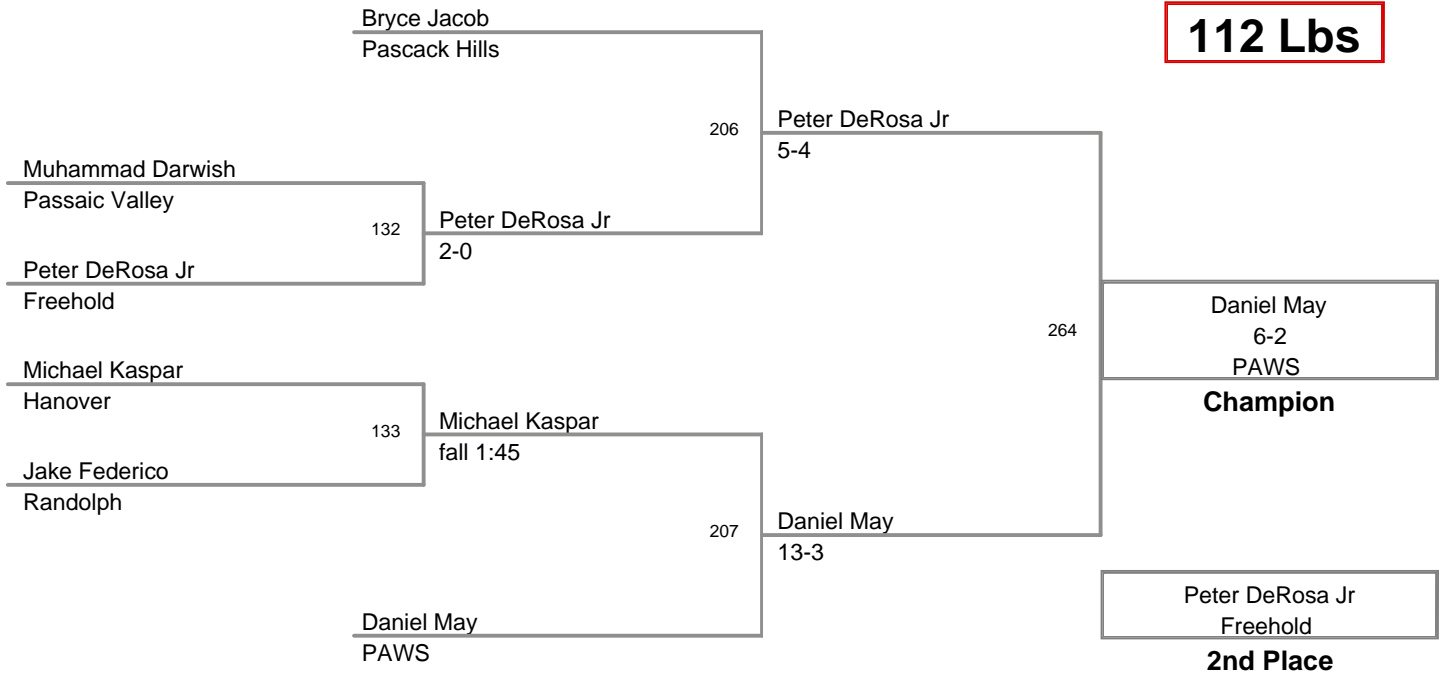 Bryce Jacob
Pascack Hills
112 Lbs
206
Peter DeRosa Jr
5-4
Muhammad Darwish
Passaic Valley
132
Peter DeRosa Jr
2-0
Peter DeRosa Jr
Freehold
264
Daniel May
6-2
PAWS
Champion
Michael Kaspar
Hanover
133
Michael Kaspar
fall 1:45
Jake Federico
Randolph
207
Daniel May
13-3
Daniel May
PAWS
Peter DeRosa Jr
Freehold
2nd Place